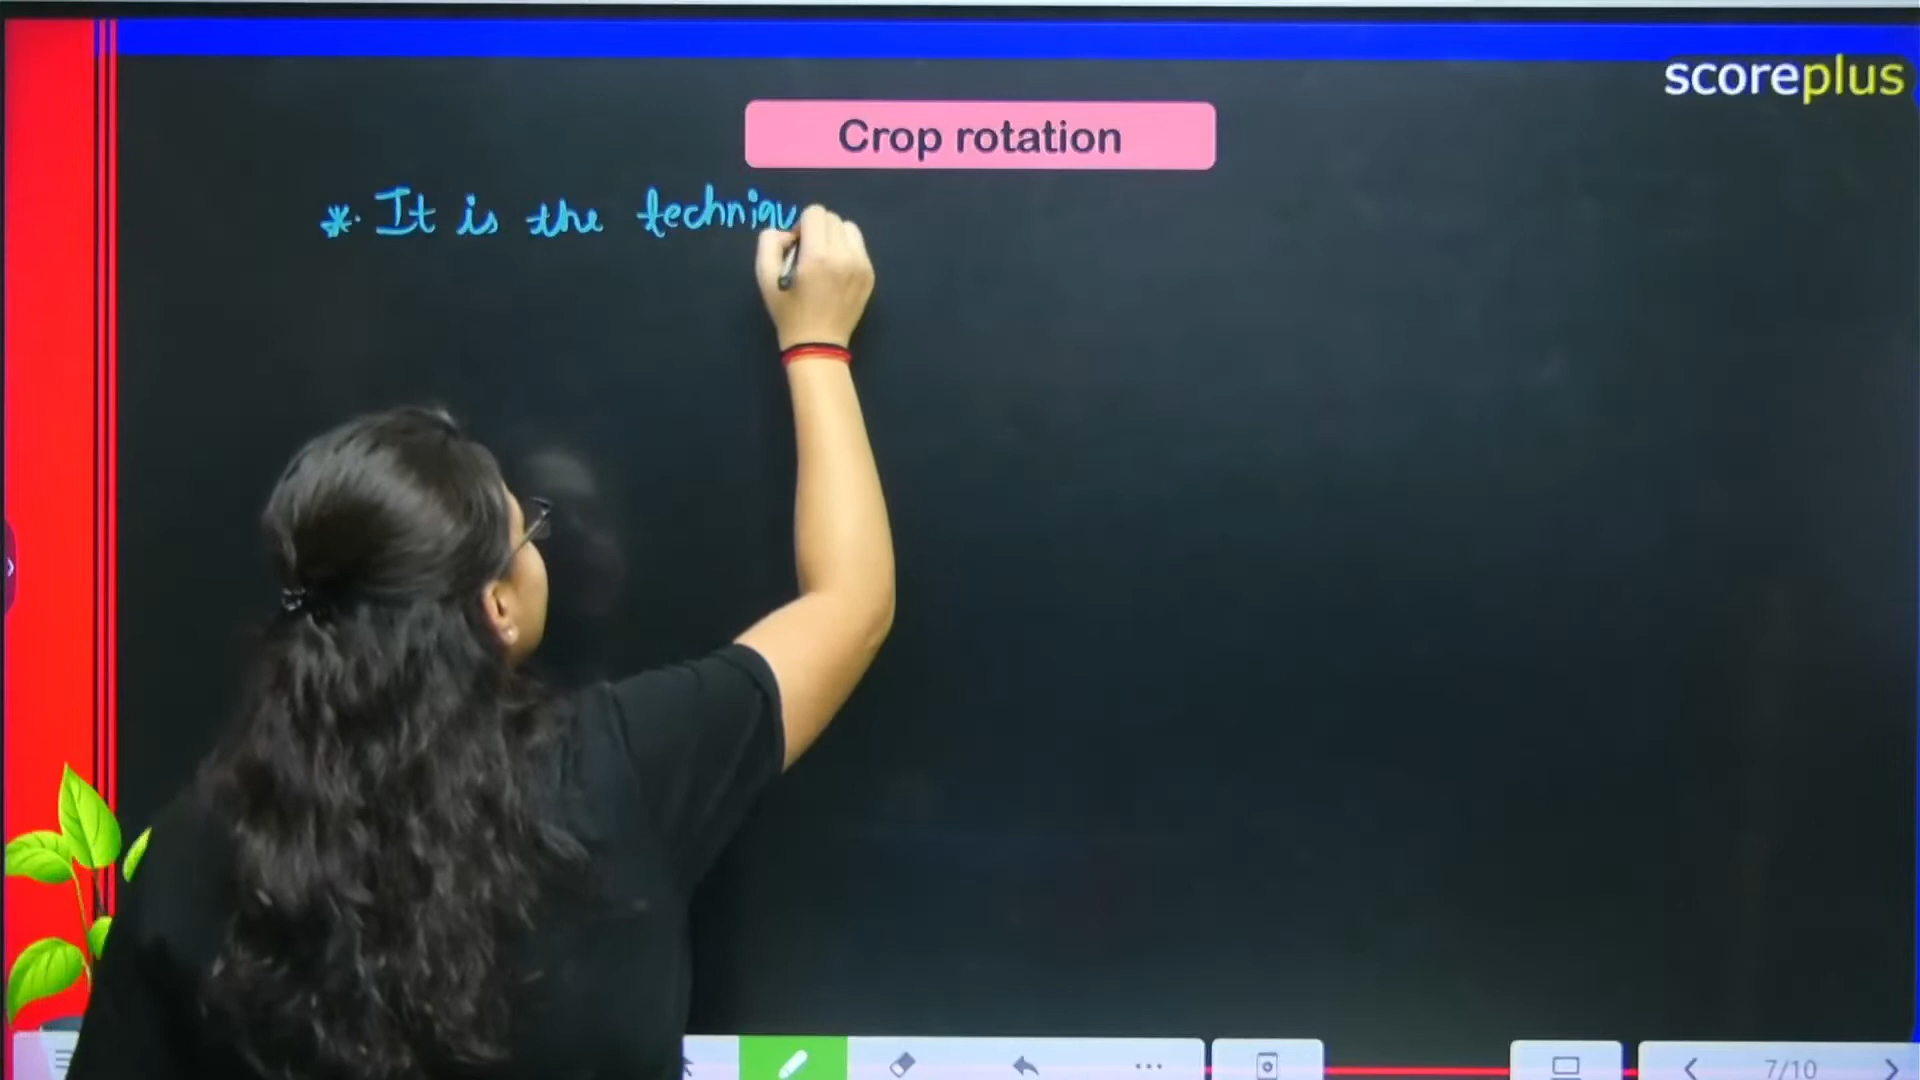 scoreplus
Crop rotation
*. It is the techniqu
7/10